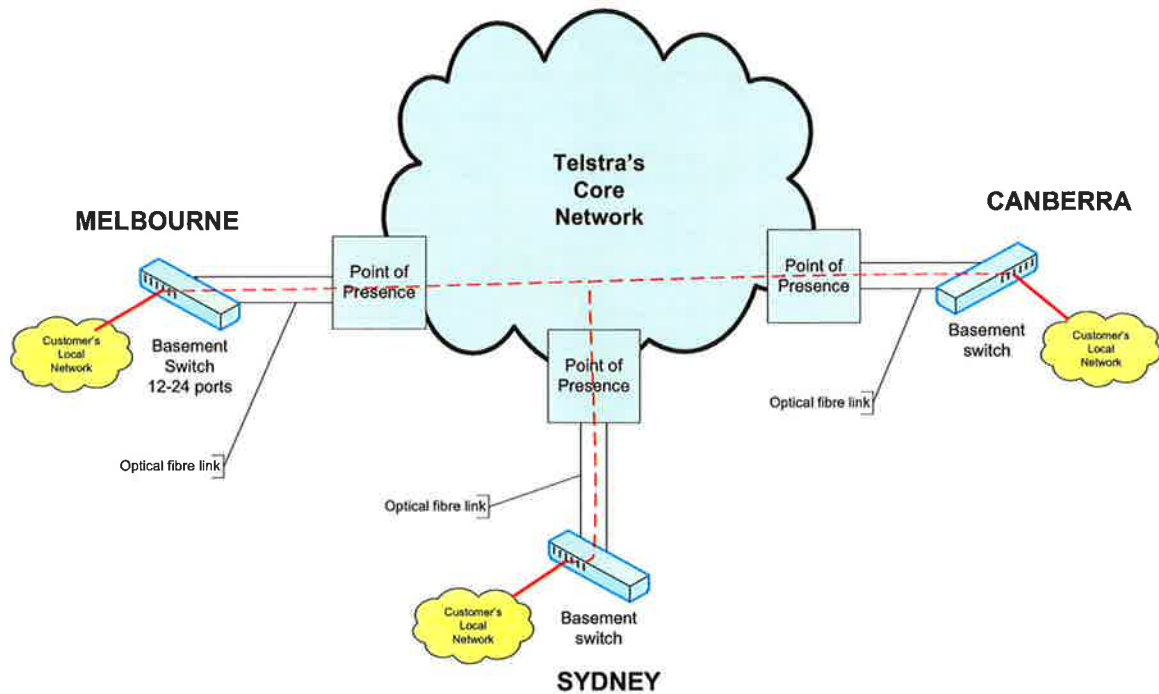 Telstra's
Core
Network
MELBOURNE
CANBERRA
Point of
Presence
Point of
Presence
Customer's
Local
Network
Basement
Switch
12-24 ports
Basement
switch
Customer's
Local
Network
Point of
Presence
Optical fibre link
Optical fibre link
Optical fibre link
Customer's
Local
Network
Basement
switch
SYDNEY